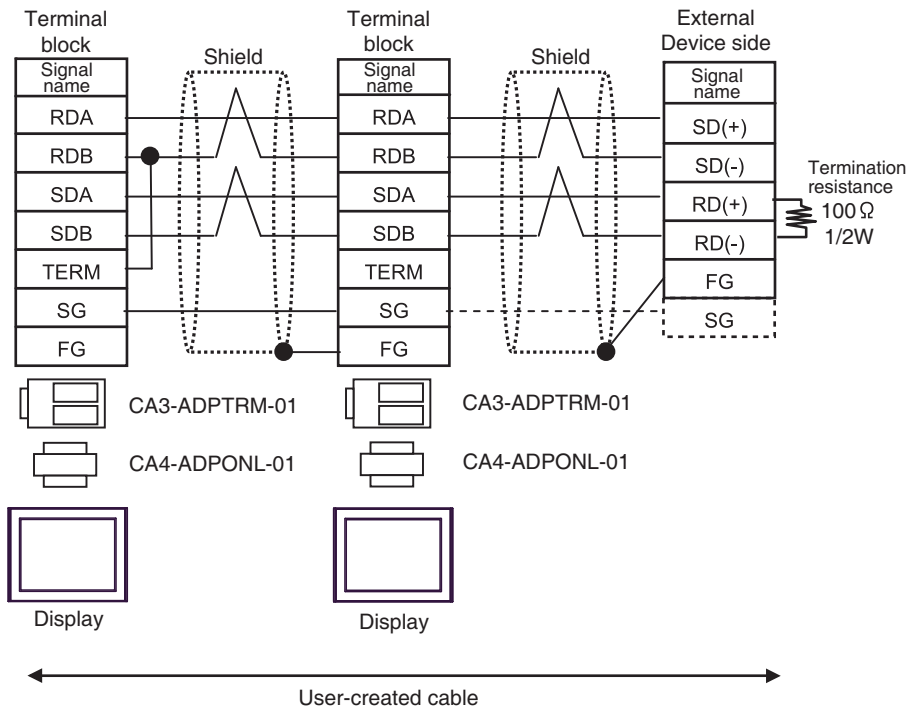 Terminal
block
Signal
name
RDA
RDB
SDA
SDB
TERM
SG
FG
Shield
Terminal
block
Signal
name
RDA
RDB
SDA
SDB
TERM
SG
FG
Shield
External
Device side
Signal
name
SD(+)
SD(-)
RD(+)
RD(-)
FG
SG
Termination
resistance
100Ω
1/2W
CA3-ADPTRM-01
CA3-ADPTRM-01
CA4-ADPONL-01
CA4-ADPONL-01
Display
Display
User-created cable